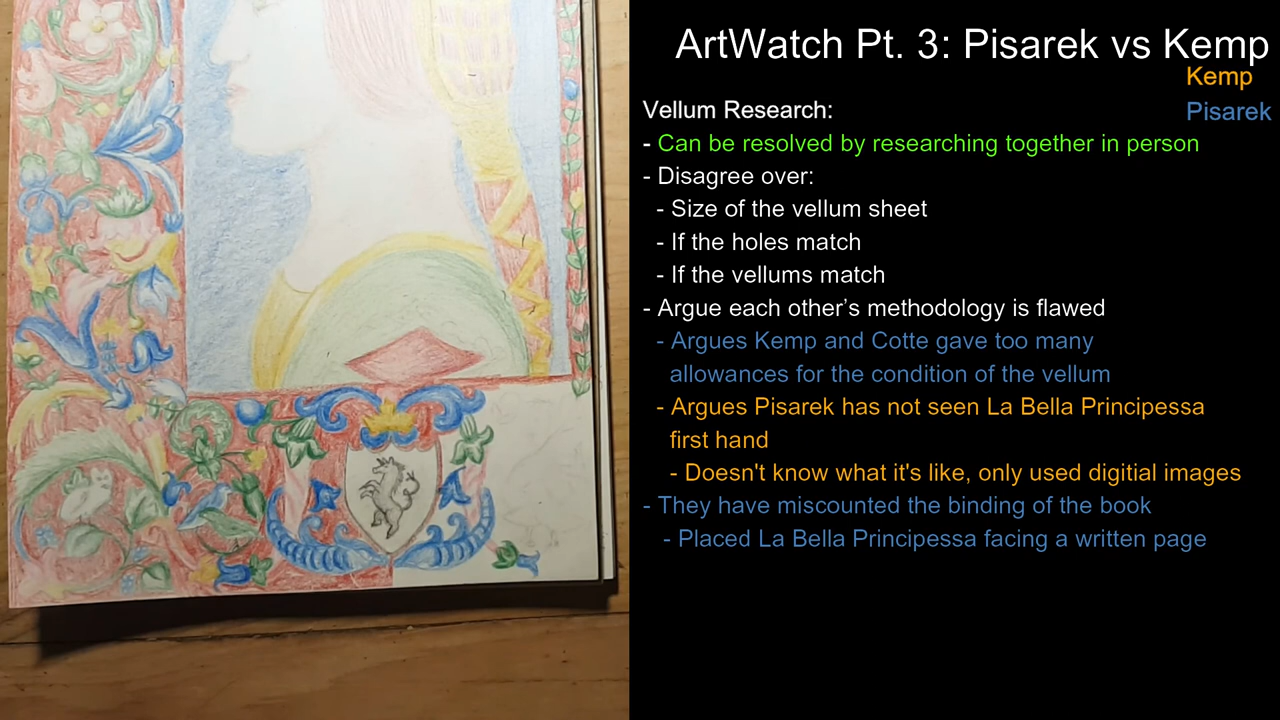 ArtWatch Pt. 3: Pisarek vs Kemp
Kemp
Pisarek
Vellum Research:
- Can be resolved by researching together in person
- Disagree over:
- Size of the vellum sheet
- If the holes match
- If the vellums match
- Argue each other’s methodology is flawed
- Argues Kemp and Cotte gave too many
allowances for the condition of the vellum
- Argues Pisarek has not seen La Bella Principessa
first hand
- Doesn't know what it's like, only used digitial images
- They have miscounted the binding of the book
- Placed La Bella Principessa facing a written page